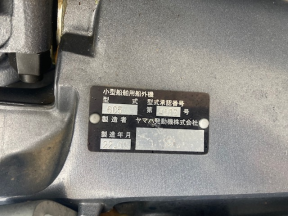 小型船舶用船外機
型 式 型式承認番号
第 号
製造者 ヤマハ発動機株式会社
製造年月